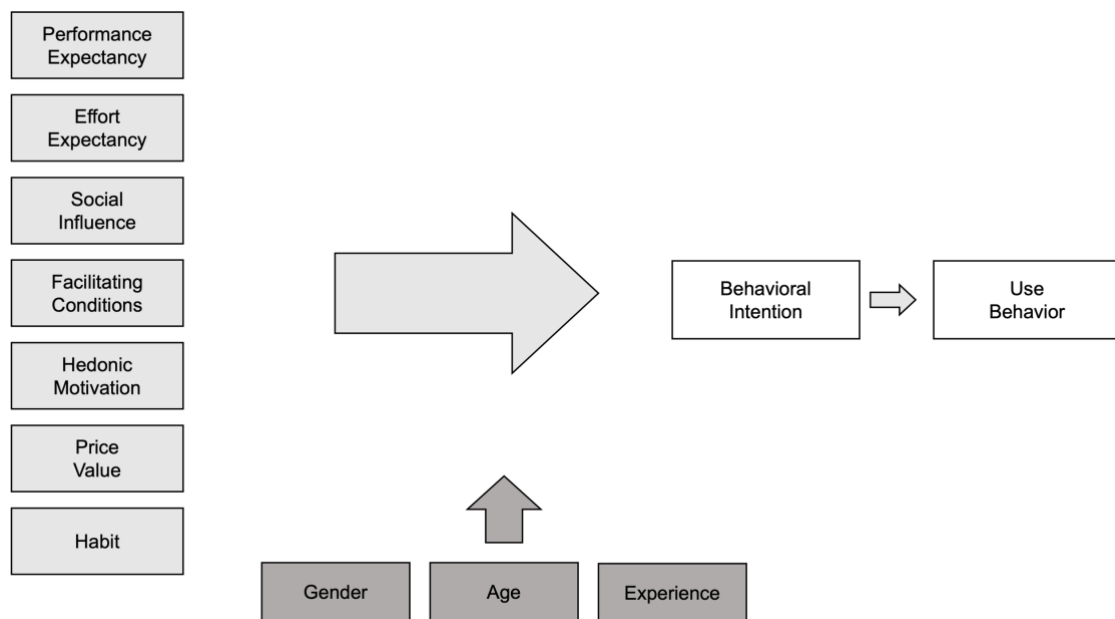 Performance
Expectancy
Effort
Expectancy
Social
Influence
Facilitating
Conditions
Hedonic
Motivation
Price
Value
Habit
Behavioral
Intention
Use
Behavior
Gender
Age
Experience